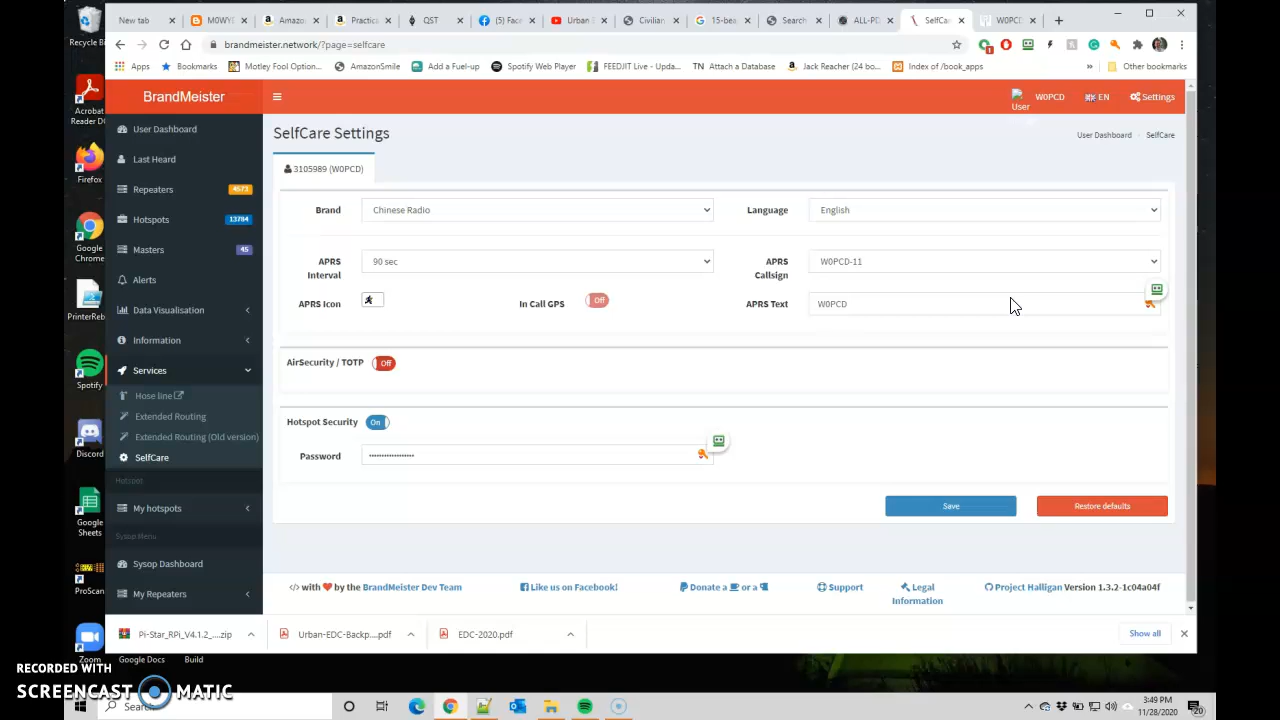 Recycle Bin
Acrobat
Reader DC
Firefox
Google
Chrome
PrinterReb
Spotify
Discord
Google
Sheets
ProScan
Zoom
Google Docs
Build
New tab
M0WY
Amazo
Practica
QST
(5) Face
Urban E
Civilian
15-bea
Search
ALL-PD
SelfCa
W0PCD
brandmeister.network/?page=selfcare
Apps
Bookmarks
Motley Fool Option...
AmazonSmile
Add a Fuel-up
Spotify Web Player
FEEDJIT Live - Upda...
TN Attach a Database
Jack Reacher (24 bo...
Index of /book_apps
»
Other bookmarks
BrandMeister
User
W0PCD
EN
Settings
User Dashboard
Last Heard
Repeaters 4573
Hotspots 13784
Masters 45
Alerts
Data Visualisation
Information
Services
Hose line
Extended Routing
Extended Routing (Old version)
SelfCare
Hotspot
My hotspots
Sysop Menu
Sysop Dashboard
My Repeaters
SelfCare Settings
User Dashboard - SelfCare
3105989 (W0PCD)
Brand Chinese Radio Language English
APRS Interval 90 sec APRS Callsign W0PCD-11
APRS Icon In Call GPS Off APRS Text W0PCD
AirSecurity / TOTP Off
Hotspot Security On
Password ••••••••••••••••••
Save Restore defaults
</> with ❤ by the BrandMeister Dev Team
Like us on Facebook!
Donate a or a
Support
Legal Information
Project Halligan Version 1.3.2-1c04a04f
Pi-Star_RPi_V4.1.2_....zip
Urban-EDC-Backp....pdf
EDC-2020.pdf
Show all
RECORDED WITH
SCREENCAST MATIC
Search
3:49 PM
11/28/2020
20